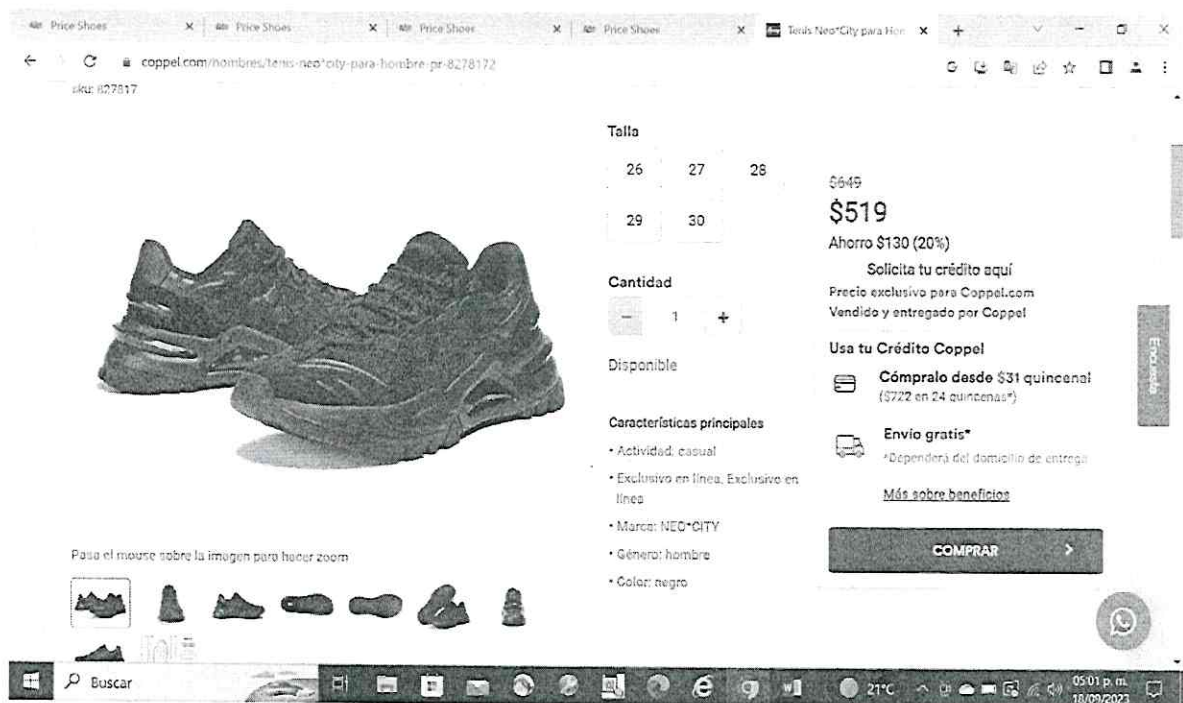 Price Shoes
Price Shoes
Price Shoes
Price Shoes
Tenis Neo*City para Hom
coppel.com/hombres/tenis-neo*city-para-hombre-pr-8278172
sku: 827817
Talla
26 27 28
29 30
Cantidad
− 1 +
Disponible
Características principales
• Actividad: casual
• Exclusivo en línea: Exclusivo en
línea
• Marca: NEO*CITY
• Género: hombre
• Color: negro
$649
$519
Ahorro $130 (20%)
Solicita tu crédito aquí
Precio exclusivo para Coppel.com
Vendido y entregado por Coppel
Usa tu Crédito Coppel
Cómpralo desde $31 quincenal
($722 en 24 quincenas*)
Envío gratis*
*Dependerá del domicilio de entrega
Más sobre beneficios
COMPRAR
Encuesta
Pasa el mouse sobre la imagen para hacer zoom
Buscar
21°C
05:01 p. m.
18/09/2023